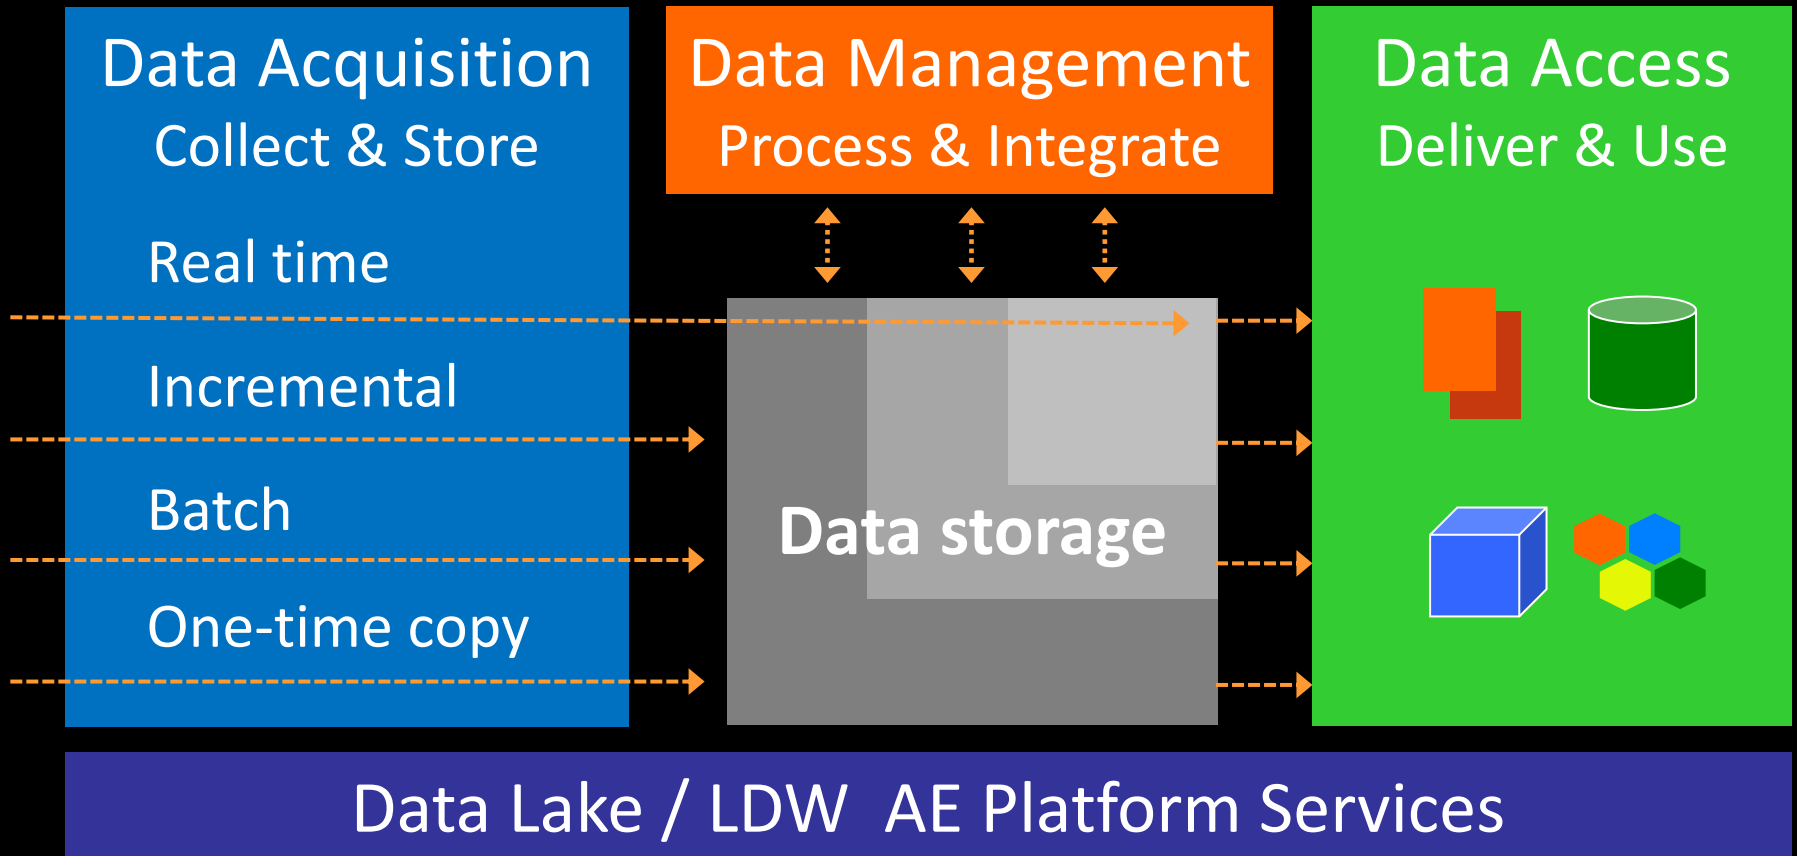 Data Acquisition
Collect & Store
Real time
Incremental
Batch
One-time copy
Data Management
Process & Integrate
Data storage
Data Access
Deliver & Use
Data Lake / LDW  AE Platform Services